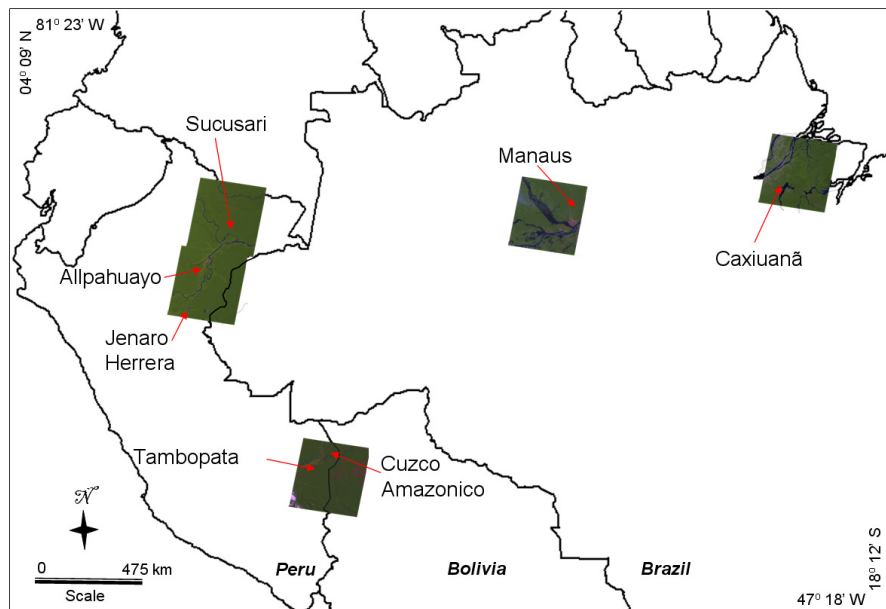 81° 23' W
04° 09' N
Sucusari
Manaus
Allpahuayo
Caxiuanã
Jenaro
Herrera
Tambopata
Cuzco
Amazonico
N
0 475 km
Scale
Peru
Bolivia
Brazil
18° 12' S
47° 18' W